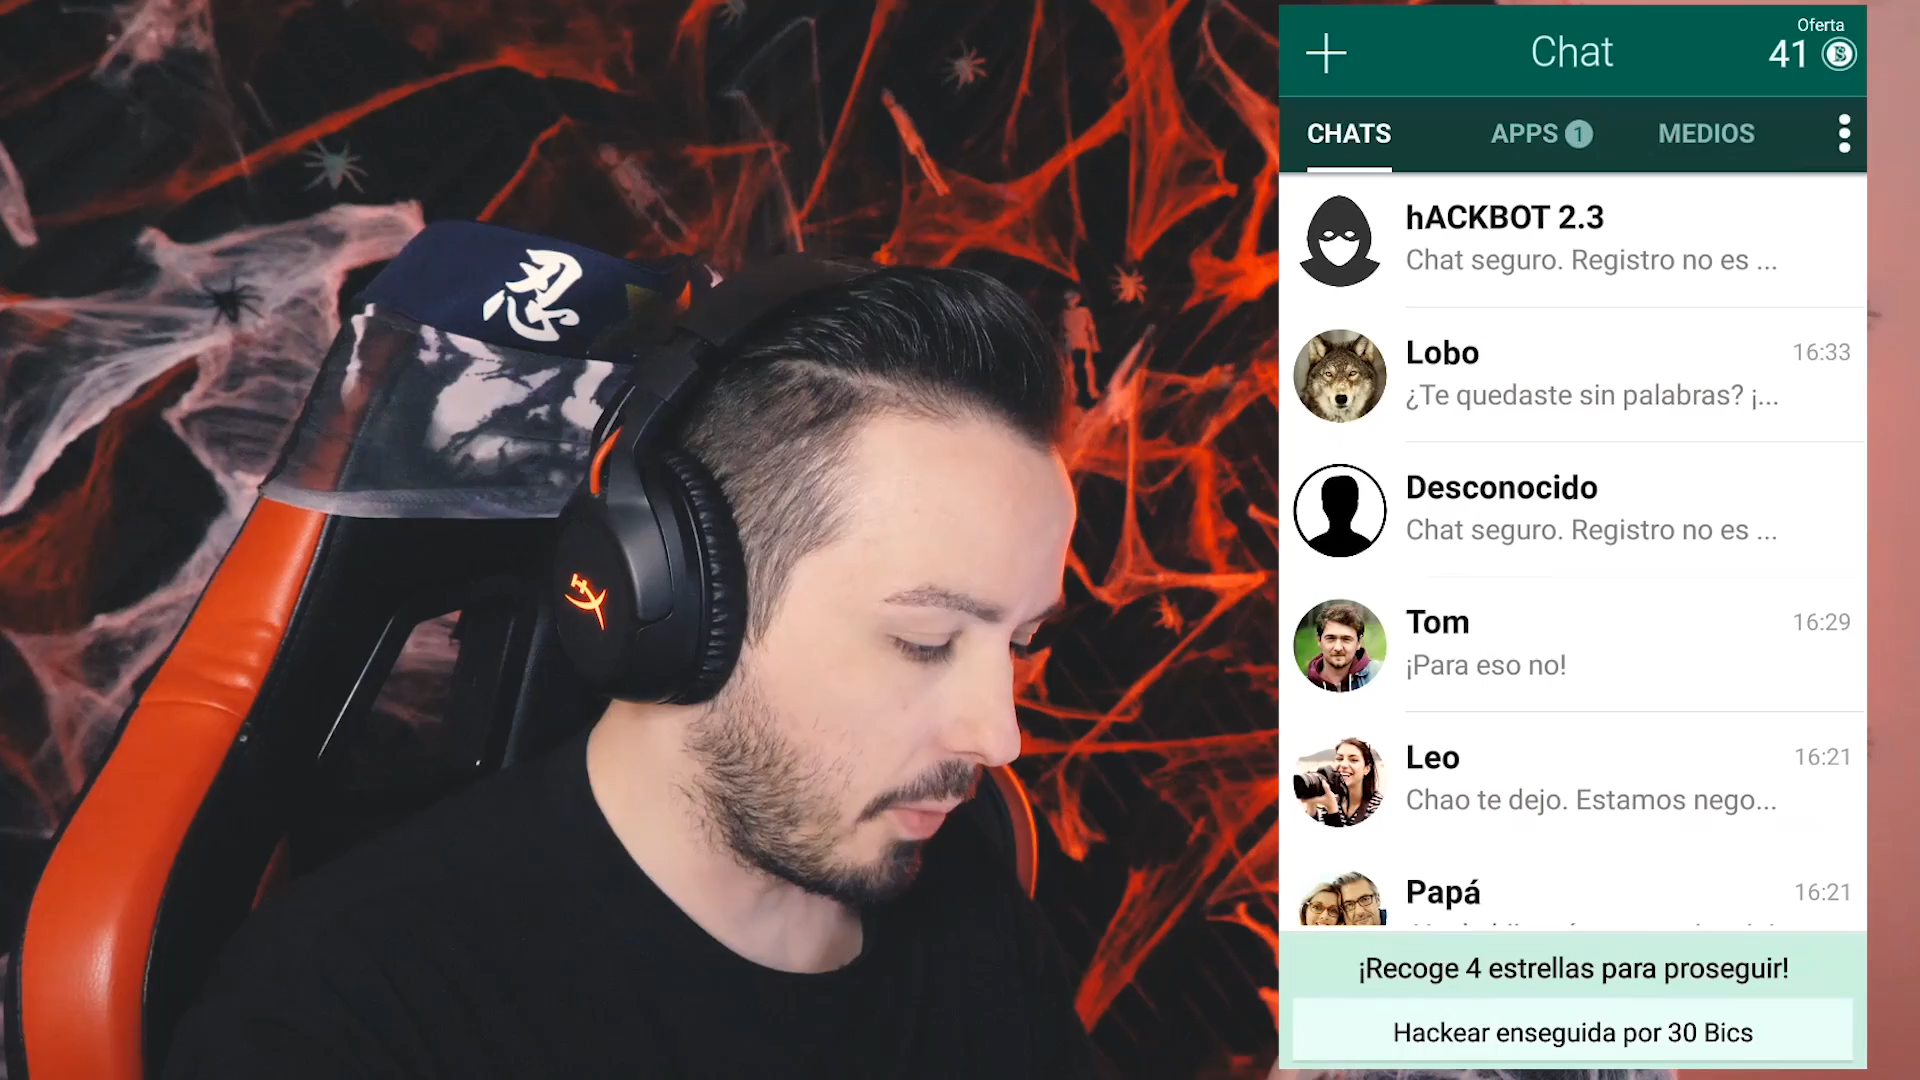 忍
Oferta
Chat
41
CHATS
APPS 1
MEDIOS
hACKBOT 2.3
Chat seguro. Registro no es ...
Lobo
16:33
¿Te quedaste sin palabras? ¡...
Desconocido
Chat seguro. Registro no es ...
Tom
16:29
¡Para eso no!
Leo
16:21
Chao te dejo. Estamos nego...
Papá
16:21
¡Recoge 4 estrellas para proseguir!
Hackear enseguida por 30 Bics